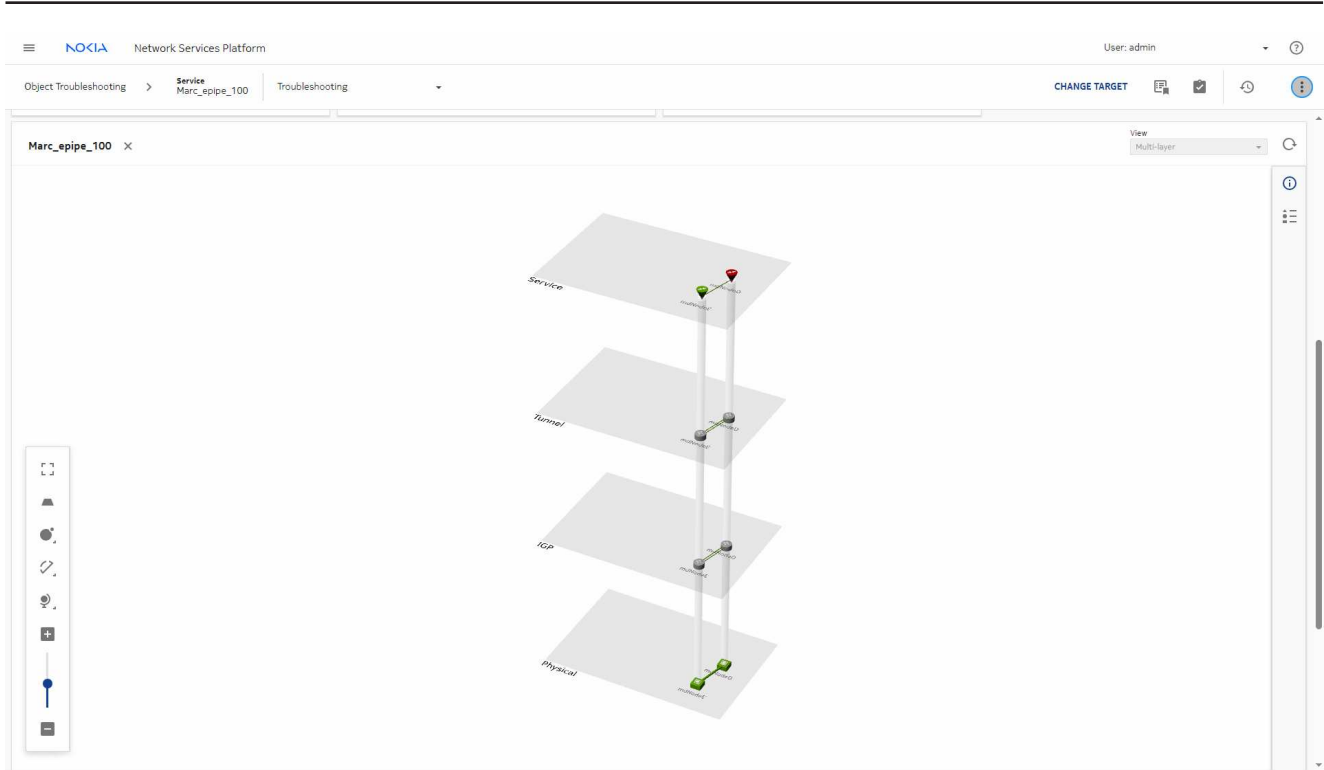 NOKIA Network Services Platform User: admin
Object Troubleshooting > Service Marc_epipe_100 Troubleshooting CHANGE TARGET
Marc_epipe_100
View
Multi-layer
Service
Tunnel
IGP
Physical